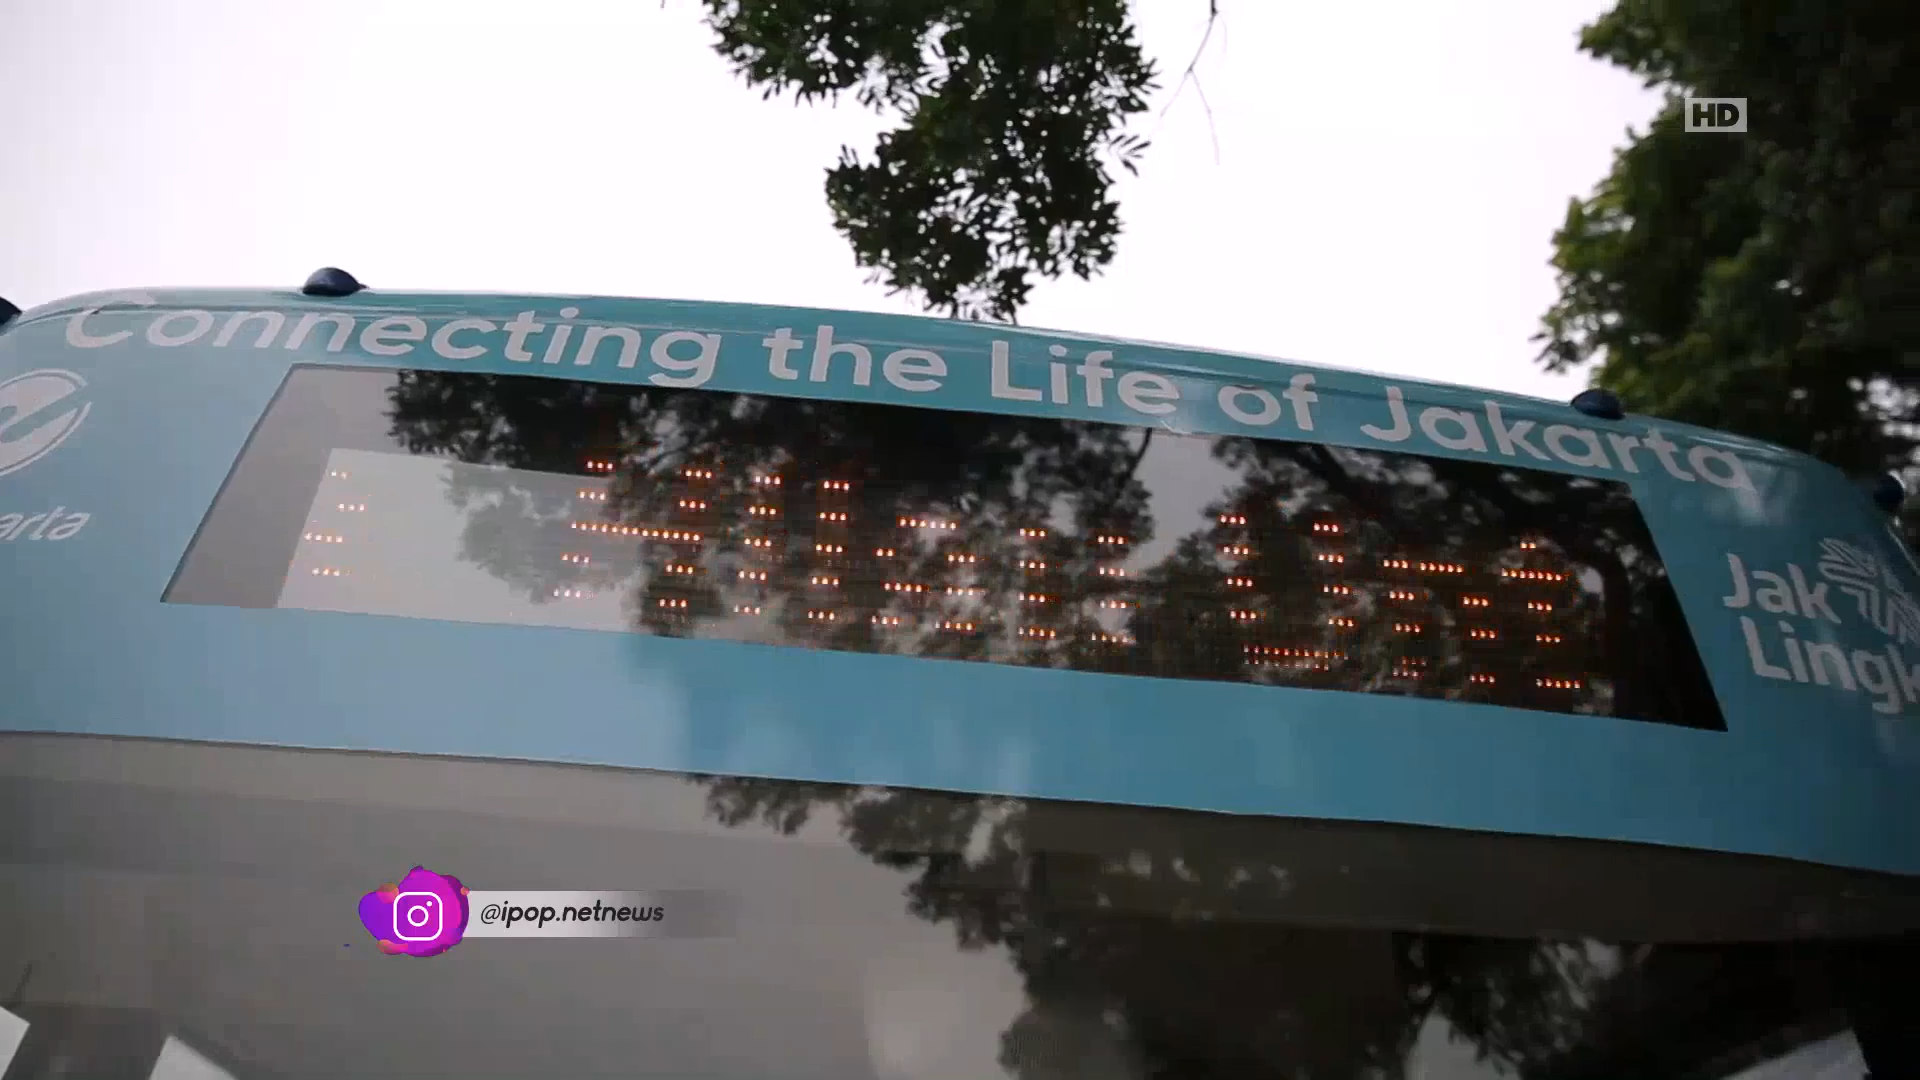 HD
Connecting the Life of Jakarta
arta
Jak
Lingk
@ipop.netnews